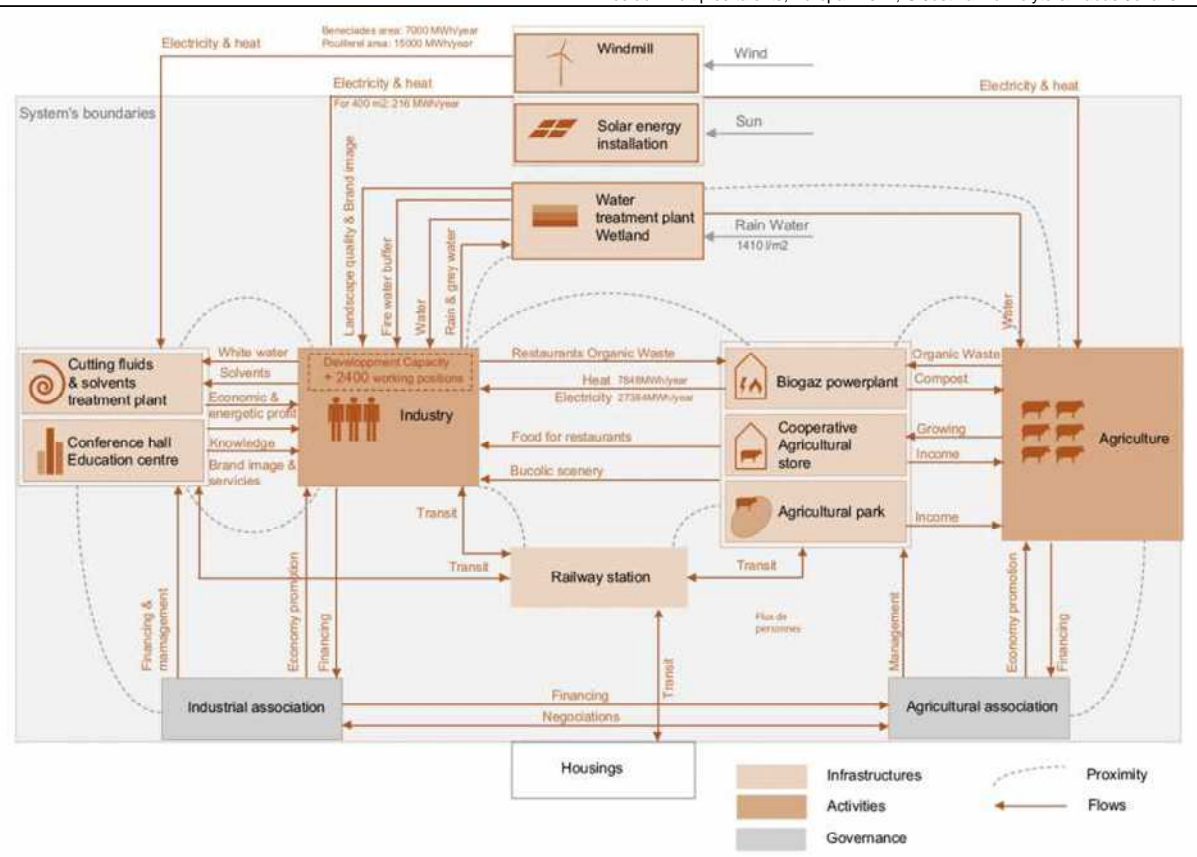 Electricity & heat
Beneciades area: 7000 MWh/year
Pouillerel area: 15000 MWh/year
Windmill
Wind
Electricity & heat
For 400 m2: 216 MWh/year
Electricity & heat
System's boundaries
Solar energy
installation
Sun
Landscape quality & Brand image
Fire water buffer
Water
Rain & grey water
Water
treatment plant
Wetland
Rain Water
1410 l/m2
Water
Cutting fluids
& solvents
treatment plant
White water
Solvents
Economic &
energetic profit
Developpment Capacity
+ 2400 working positions
Industry
Restaurants Organic Waste
Heat 7848MWh/year
Electricity 27384MWh/year
Biogaz powerplant
Organic Waste
Compost
Agriculture
Conference hall
Education centre
Knowledge
Brand image &
servicies
Food for restaurants
Bucolic scenery
Cooperative
Agricultural
store
Growing
Income
Agricultural park
Income
Transit
Transit
Railway station
Transit
Financing &
mamagement
Economy promotion
Financing
Flux de
personnes
Management
Economy promotion
Financing
Transit
Industrial association
Financing
Negociations
Agricultural association
Housings
Infrastructures
Activities
Governance
Proximity
Flows